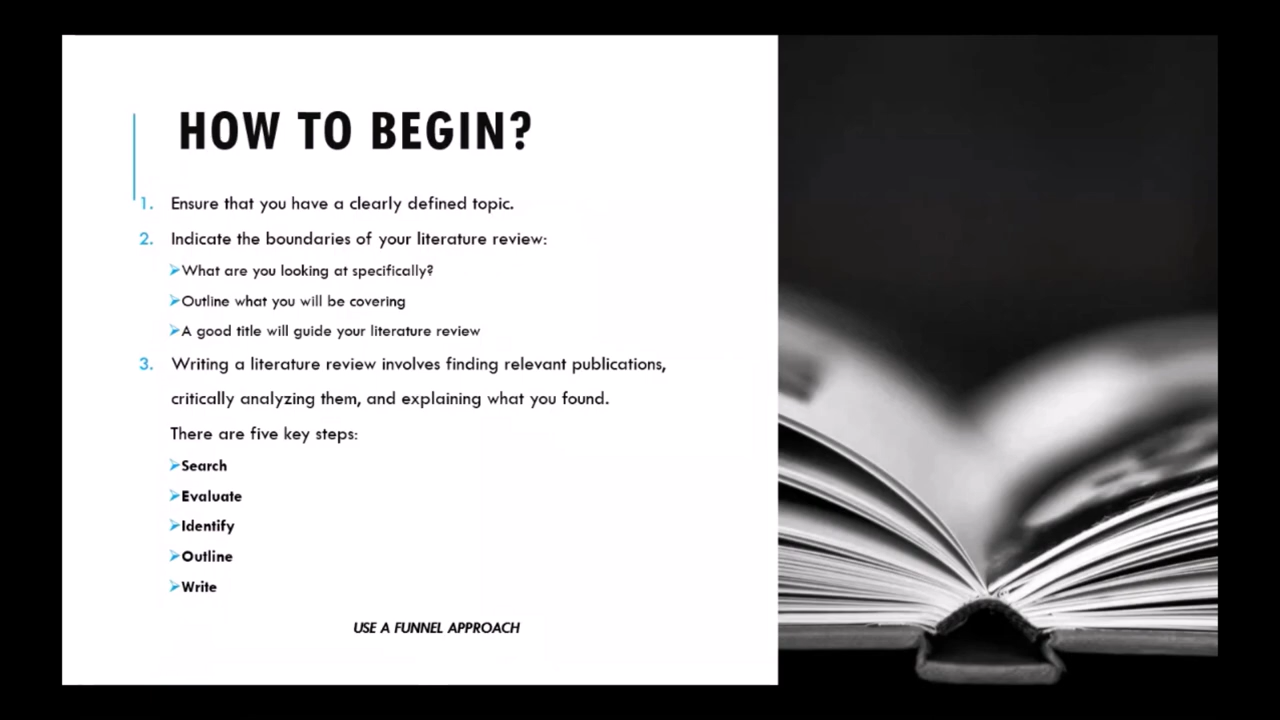 HOW TO BEGIN?
1. Ensure that you have a clearly defined topic.
2. Indicate the boundaries of your literature review:
➢What are you looking at specifically?
➢Outline what you will be covering
➢A good title will guide your literature review
3. Writing a literature review involves finding relevant publications,
critically analyzing them, and explaining what you found.
There are five key steps:
➢Search
➢Evaluate
➢Identify
➢Outline
➢Write
USE A FUNNEL APPROACH